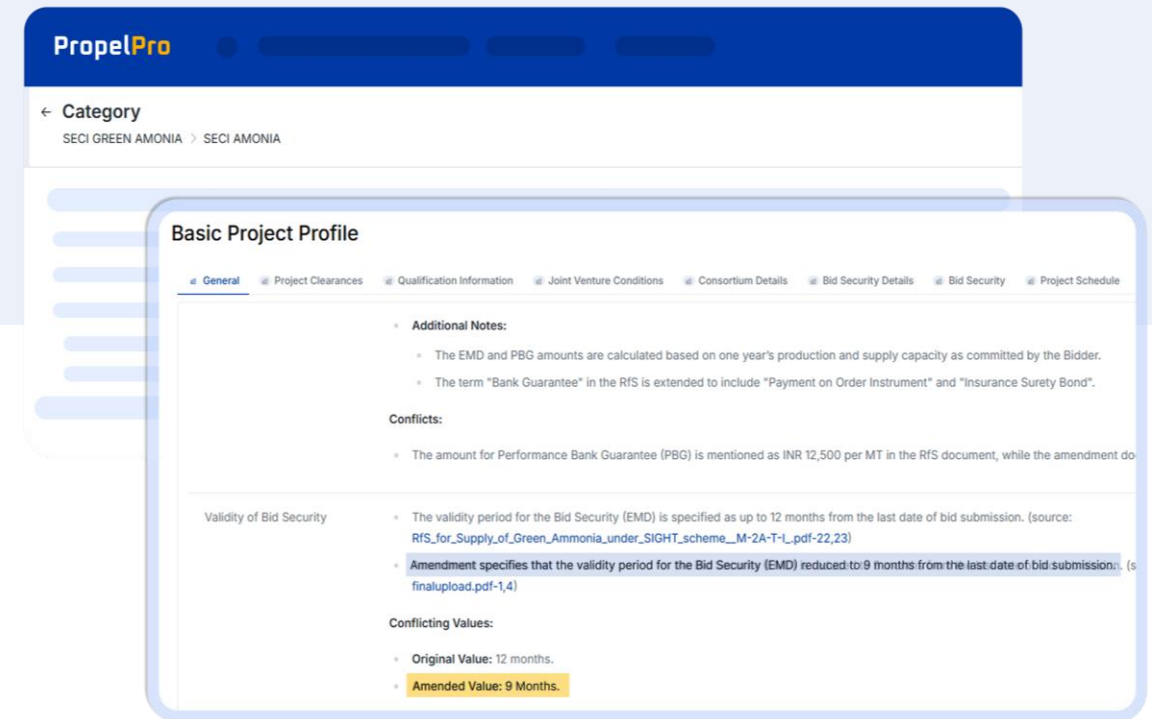 PropelPro
← Category
SECI GREEN AMONIA > SECI AMONIA
Basic Project Profile
General Project Clearances Qualification Information Joint Venture Conditions Consortium Details Bid Security Details Bid Security Project Schedule
Additional Notes:
The EMD and PBG amounts are calculated based on one year's production and supply capacity as committed by the Bidder.
The term "Bank Guarantee" in the RfS is extended to include "Payment on Order Instrument" and "Insurance Surety Bond".
Conflicts:
The amount for Performance Bank Guarantee (PBG) is mentioned as INR 12,500 per MT in the RfS document, while the amendment do
Validity of Bid Security
The validity period for the Bid Security (EMD) is specified as up to 12 months from the last date of bid submission. (source:
RfS_for_Supply_of_Green_Ammonia_under_SIGHT_scheme__M-2A-T-I_.pdf-22,23)
Amendment specifies that the validity period for the Bid Security (EMD) reduced to 9 months from the last date of bid submission. (s
finalupload.pdf-1,4)
Conflicting Values:
Original Value: 12 months.
Amended Value: 9 Months.